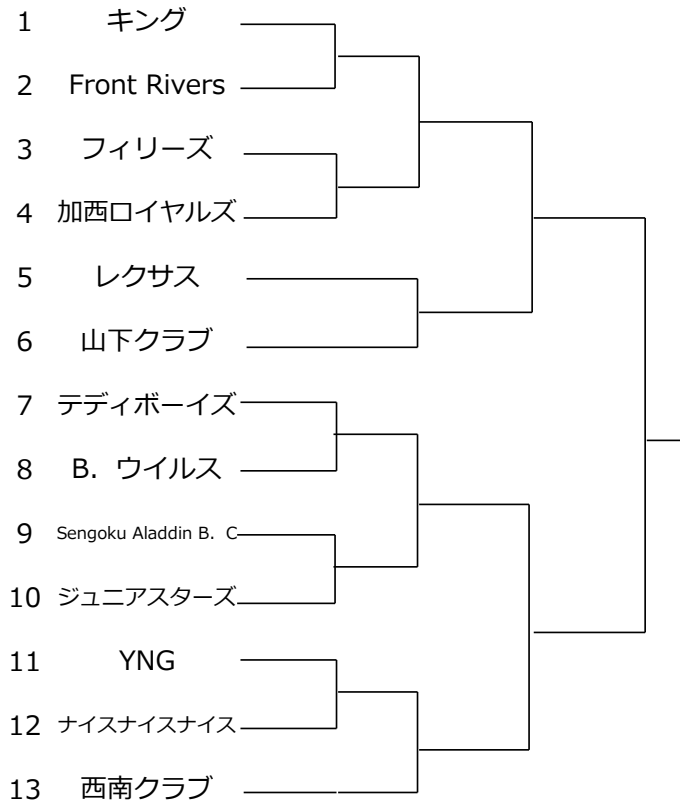 1 キング
2 Front Rivers
3 フィリーズ
4 加西ロイヤルズ
5 レクサス
6 山下クラブ
7 テディボーイズ
8 B．ウイルス
9 Sengoku Aladdin B．C
10 ジュニアスターズ
11 YNG
12 ナイスナイスナイス
13 西南クラブ